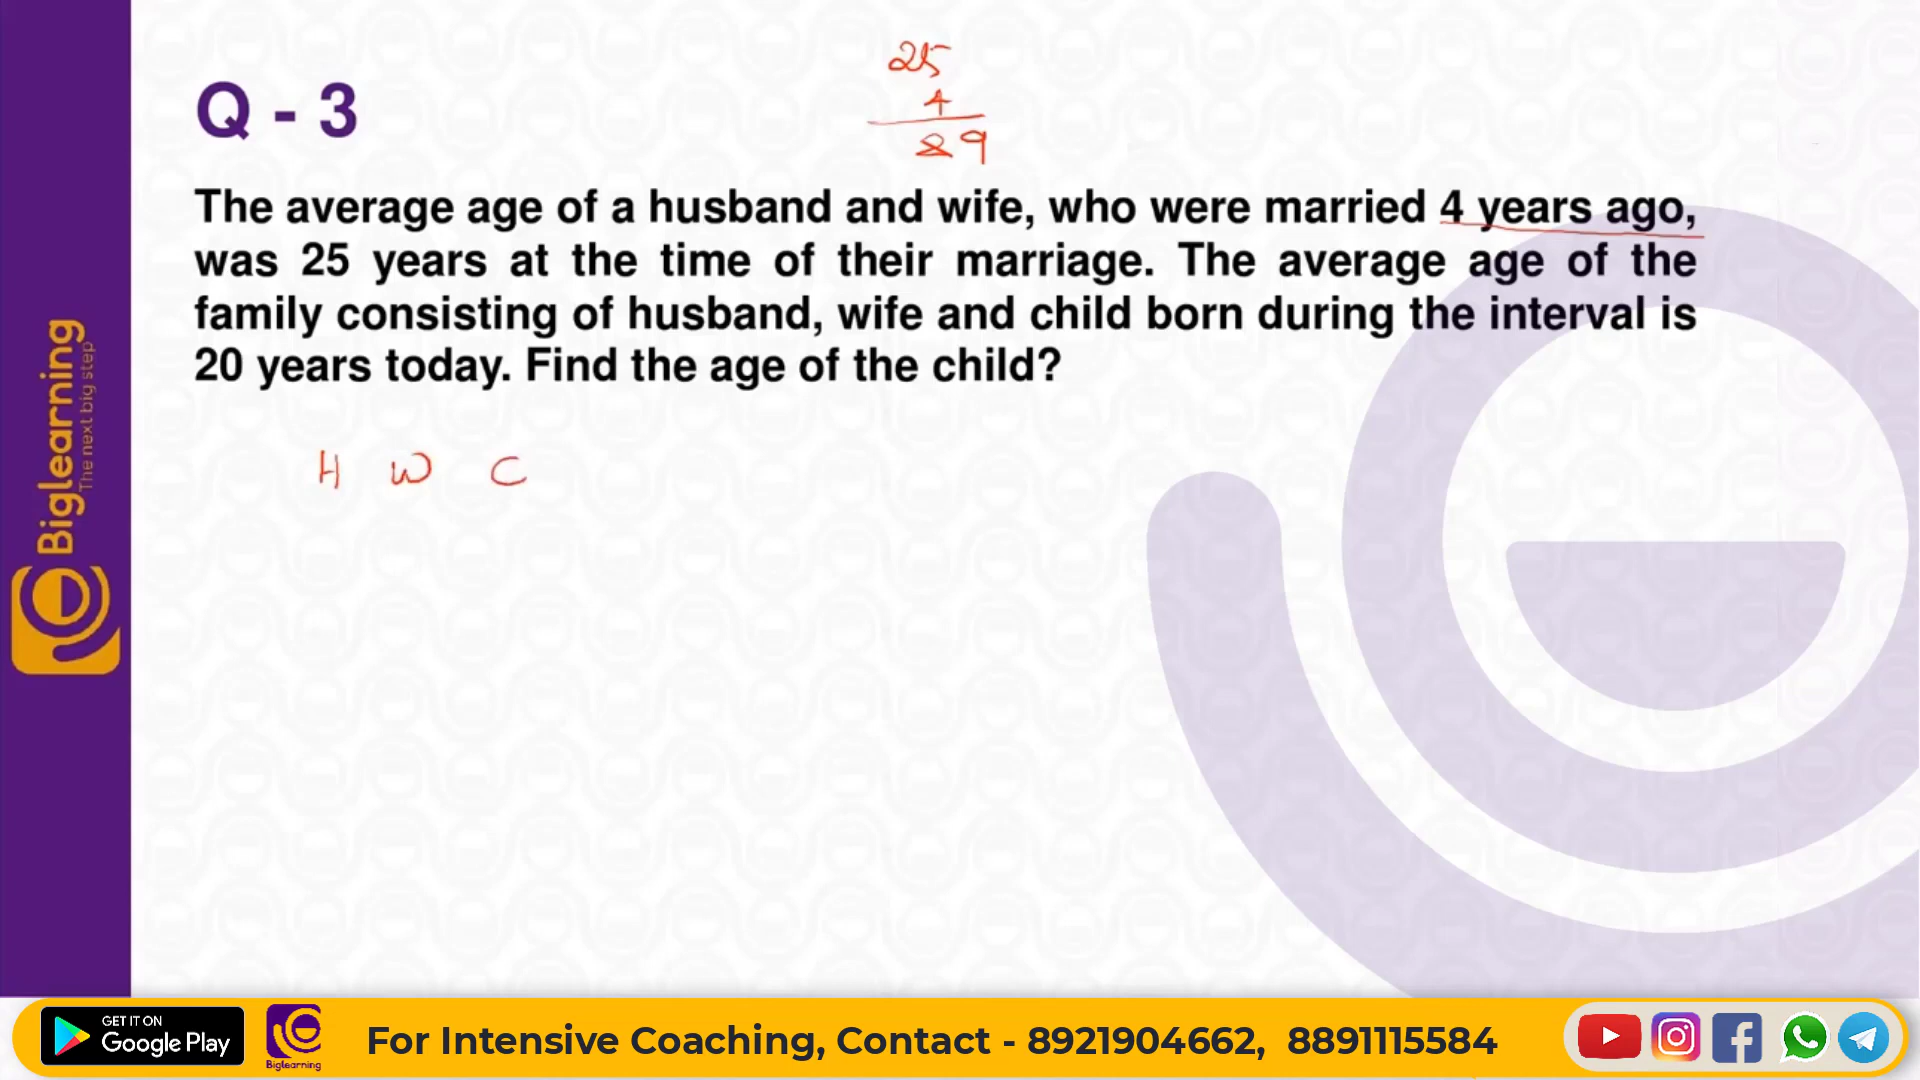 25
4
29
Q - 3
The average age of a husband and wife, who were married 4 years ago,
was 25 years at the time of their marriage. The average age of the
family consisting of husband, wife and child born during the interval is
20 years today. Find the age of the child?
H W C
Biglearning
The next big step
GET IT ON
Google Play
Biglearning
For Intensive Coaching, Contact - 8921904662, 8891115584